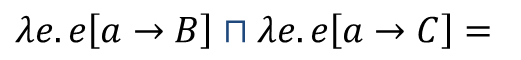 λe. e[a → B] ⊓ λe. e[a → C] =